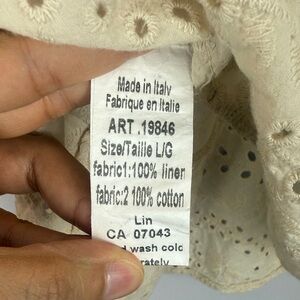 Made in Italy
Fabrique en Italie
ART .19846
Size/Taille L/G
fabric1:100% linen
fabric:2 100% cotton
Lin
CA 07043
wash cold